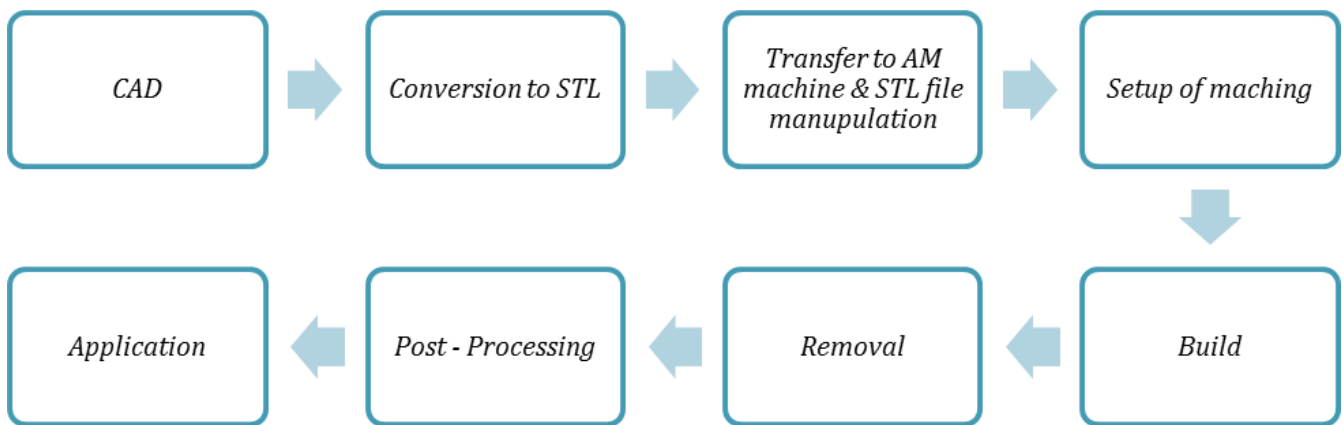 CAD
Conversion to STL
Transfer to AM
machine & STL file
manupulation
Setup of maching
Build
Removal
Post - Processing
Application